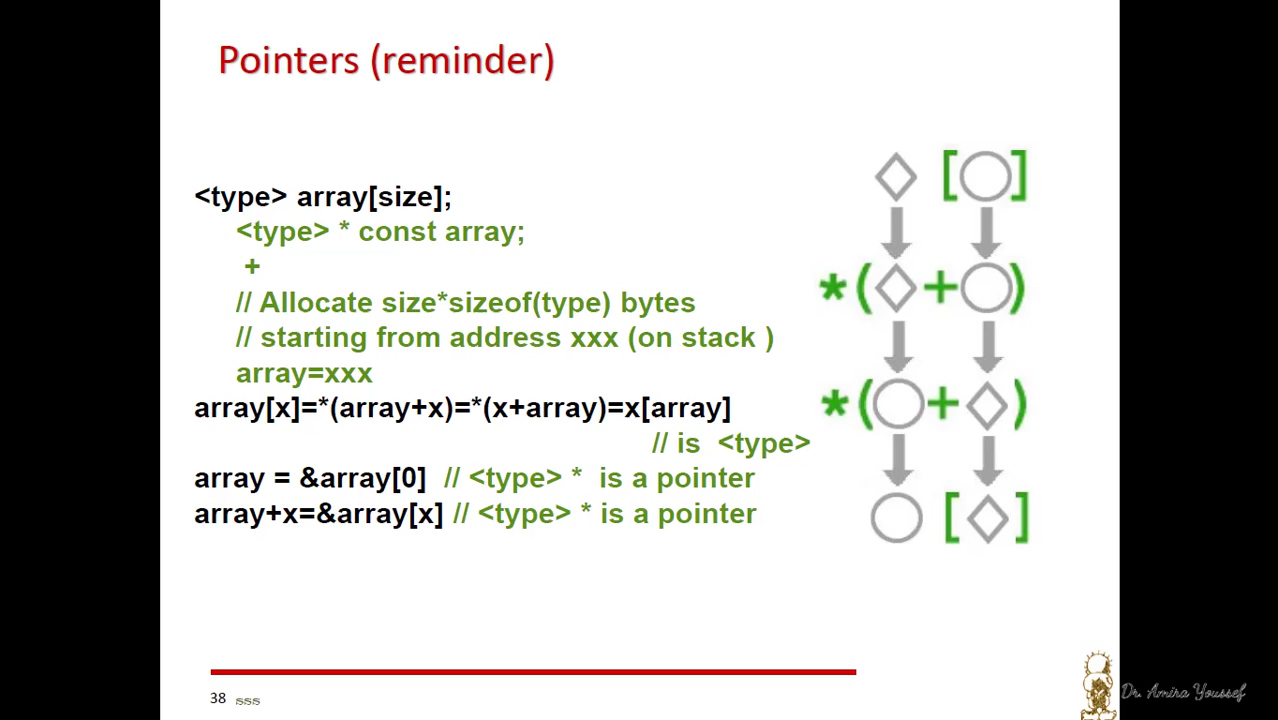 Pointers (reminder)
<type> array[size];
<type> * const array;
+
// Allocate size*sizeof(type) bytes
// starting from address xxx (on stack )
array=xxx
array[x]=*(array+x)=*(x+array)=x[array]
// is <type>
array = &array[0] // <type> * is a pointer
array+x=&array[x] // <type> * is a pointer
[ ]
*( + )
*( + )
[ ]
38 sss
Dr. Amira Youssef